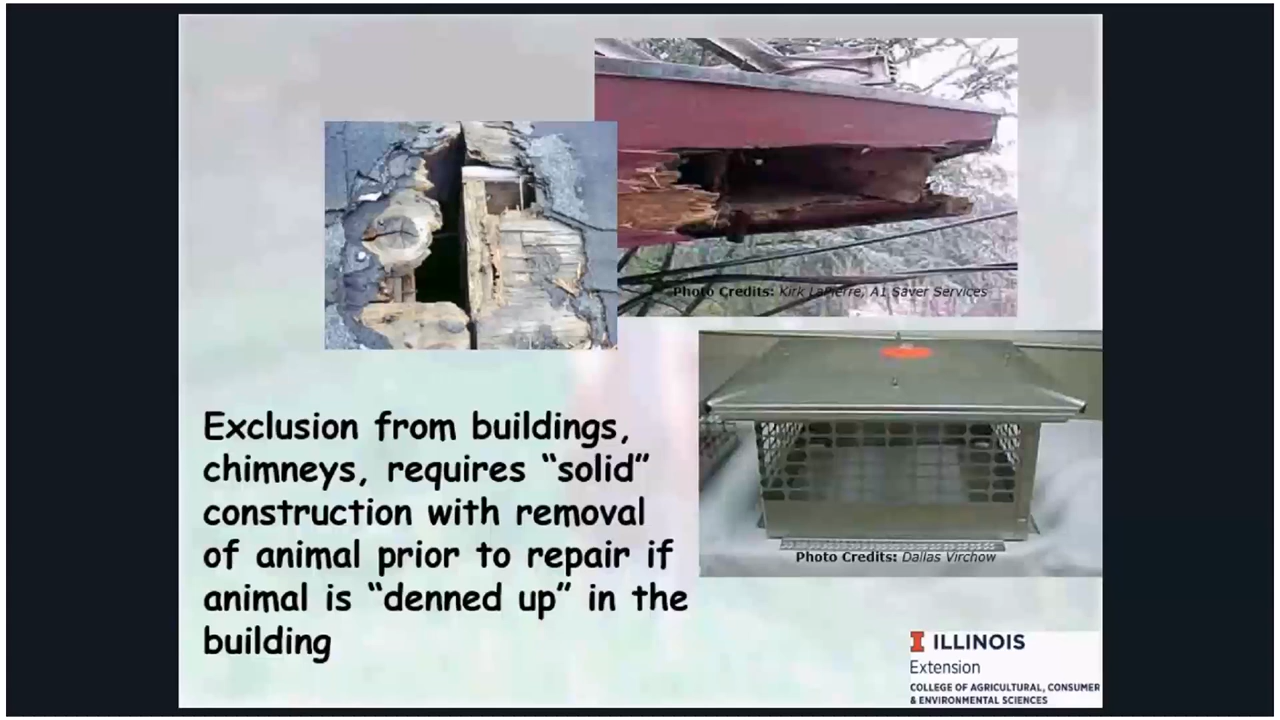 Photo Credits: Kirk LaPierre, A1 Saver Services
Photo Credits: Dallas Virchow
Exclusion from buildings,
chimneys, requires “solid”
construction with removal
of animal prior to repair if
animal is “denned up” in the
building
I ILLINOIS
Extension
COLLEGE OF AGRICULTURAL, CONSUMER
& ENVIRONMENTAL SCIENCES